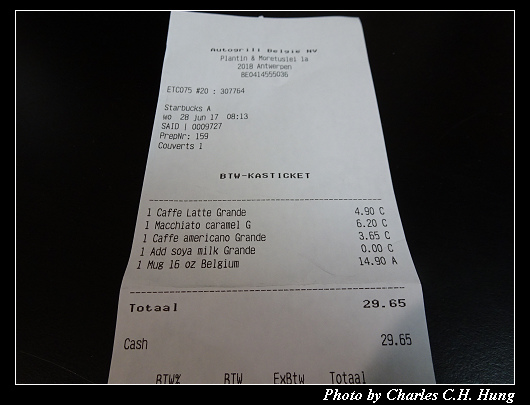 Autogrill Belgie NV
Plantin & Moretuslei 1a
2018 Antwerpen
BE0414555036
ETC075 #20 : 307764
Starbucks A
wo 28 jun 17 08:13
SAID | 0009727
PrepNr: 159
Couverts 1
BTW-KASTICKET
1 Caffe Latte Grande 4.90 C
1 Macchiato caramel G 6.20 C
1 Caffe americano Grande 3.65 C
1 Add soya milk Grande 0.00 C
1 Mug 16 oz Belgium 14.90 A
Totaal 29.65
Cash 29.65
BTW% BTW ExBtw Totaal
Photo by Charles C.H. Hung